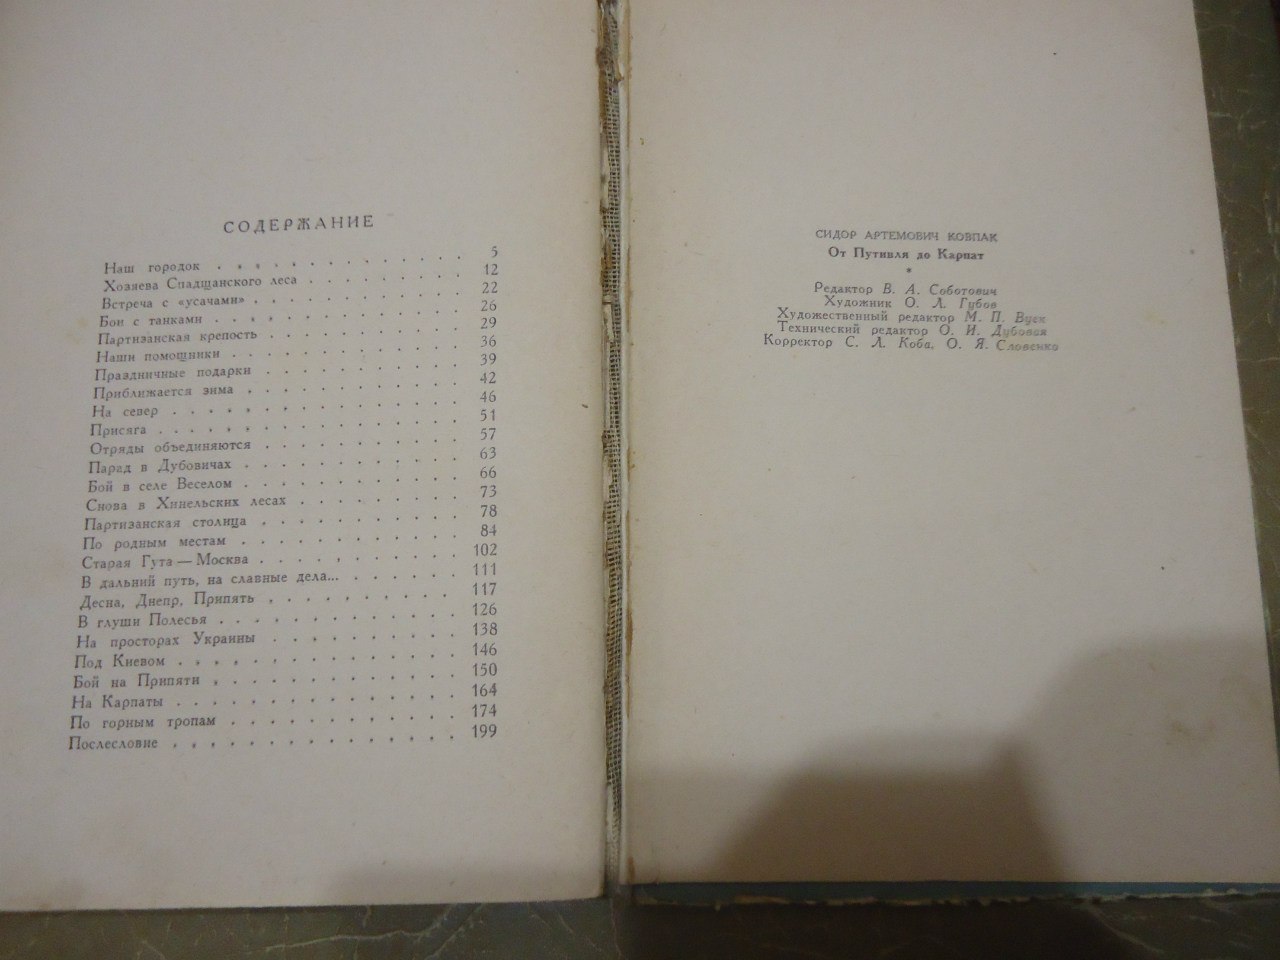 СОДЕРЖАНИЕ
Наш городок . . . . . . . . . . . . . 5
Хозяева Спадщанского леса . . . . . . . . 12
Встреча с «усачами» . . . . . . . . . . . 22
Бои с танками . . . . . . . . . . . . . 26
Партизанская крепость . . . . . . . . . . 29
Наши помощники . . . . . . . . . . . . 36
Праздничные подарки . . . . . . . . . . 39
Приближается зима . . . . . . . . . . . 42
На север . . . . . . . . . . . . . . . 46
Присяга . . . . . . . . . . . . . . . 51
Отряды объединяются . . . . . . . . . . 57
Парад в Дубовичах . . . . . . . . . . . 63
Бой в селе Веселом . . . . . . . . . . . 66
Снова в Хинельских лесах . . . . . . . . 73
Партизанская столица . . . . . . . . . . 78
По родным местам . . . . . . . . . . . 84
Старая Гута — Москва . . . . . . . . . . 102
В дальний путь, на славные дела... . . . . . . 111
Десна, Днепр, Припять . . . . . . . . . . 117
В глуши Полесья . . . . . . . . . . . . 126
На просторах Украины . . . . . . . . . . 138
Под Киевом . . . . . . . . . . . . . . 146
Бой на Припяти . . . . . . . . . . . . 150
На Карпаты . . . . . . . . . . . . . . 164
По горным тропам . . . . . . . . . . . 174
Послесловие . . . . . . . . . . . . . . 199
СИДОР АРТЕМОВИЧ КОВПАК
От Путивля до Карпат
*
Редактор В. А. Соботович
Художник О. Л. Губов
Художественный редактор М. П. Вуек
Технический редактор О. И. Дубовая
Корректор С. Л. Коба, О. Я. Словенко